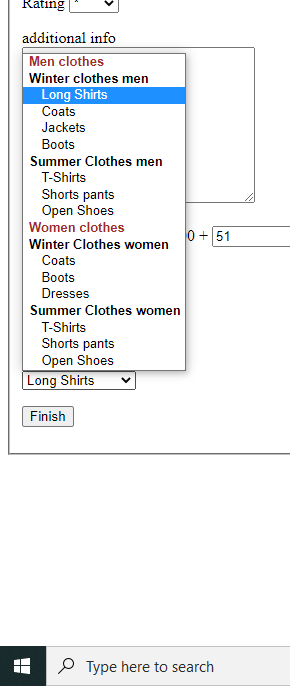 Rating *
additional info
Men clothes
Winter clothes men
Long Shirts
Coats
Jackets
Boots
Summer Clothes men
T-Shirts
Shorts pants
Open Shoes
Women clothes
Winter Clothes women
0 + 51
Coats
Boots
Dresses
Summer Clothes women
T-Shirts
Shorts pants
Open Shoes
Long Shirts
Finish
Type here to search